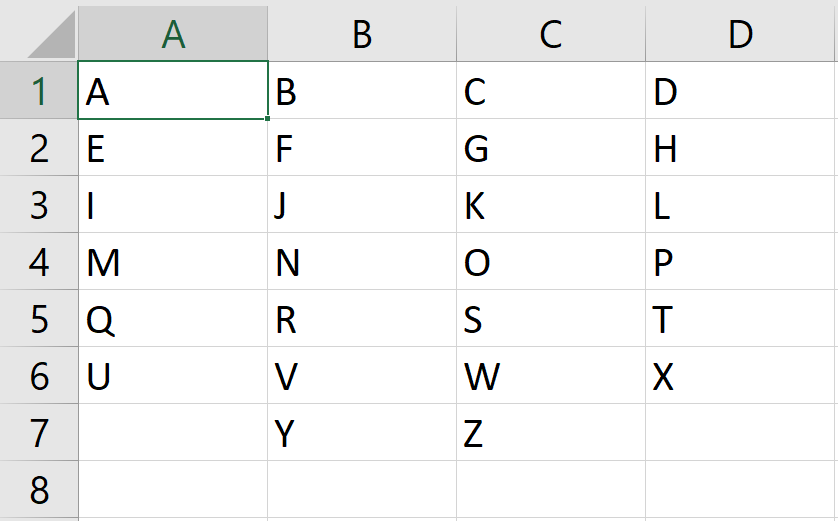 A B C D
1 A B C D
2 E F G H
3 I J K L
4 M N O P
5 Q R S T
6 U V W X
7 Y Z
8